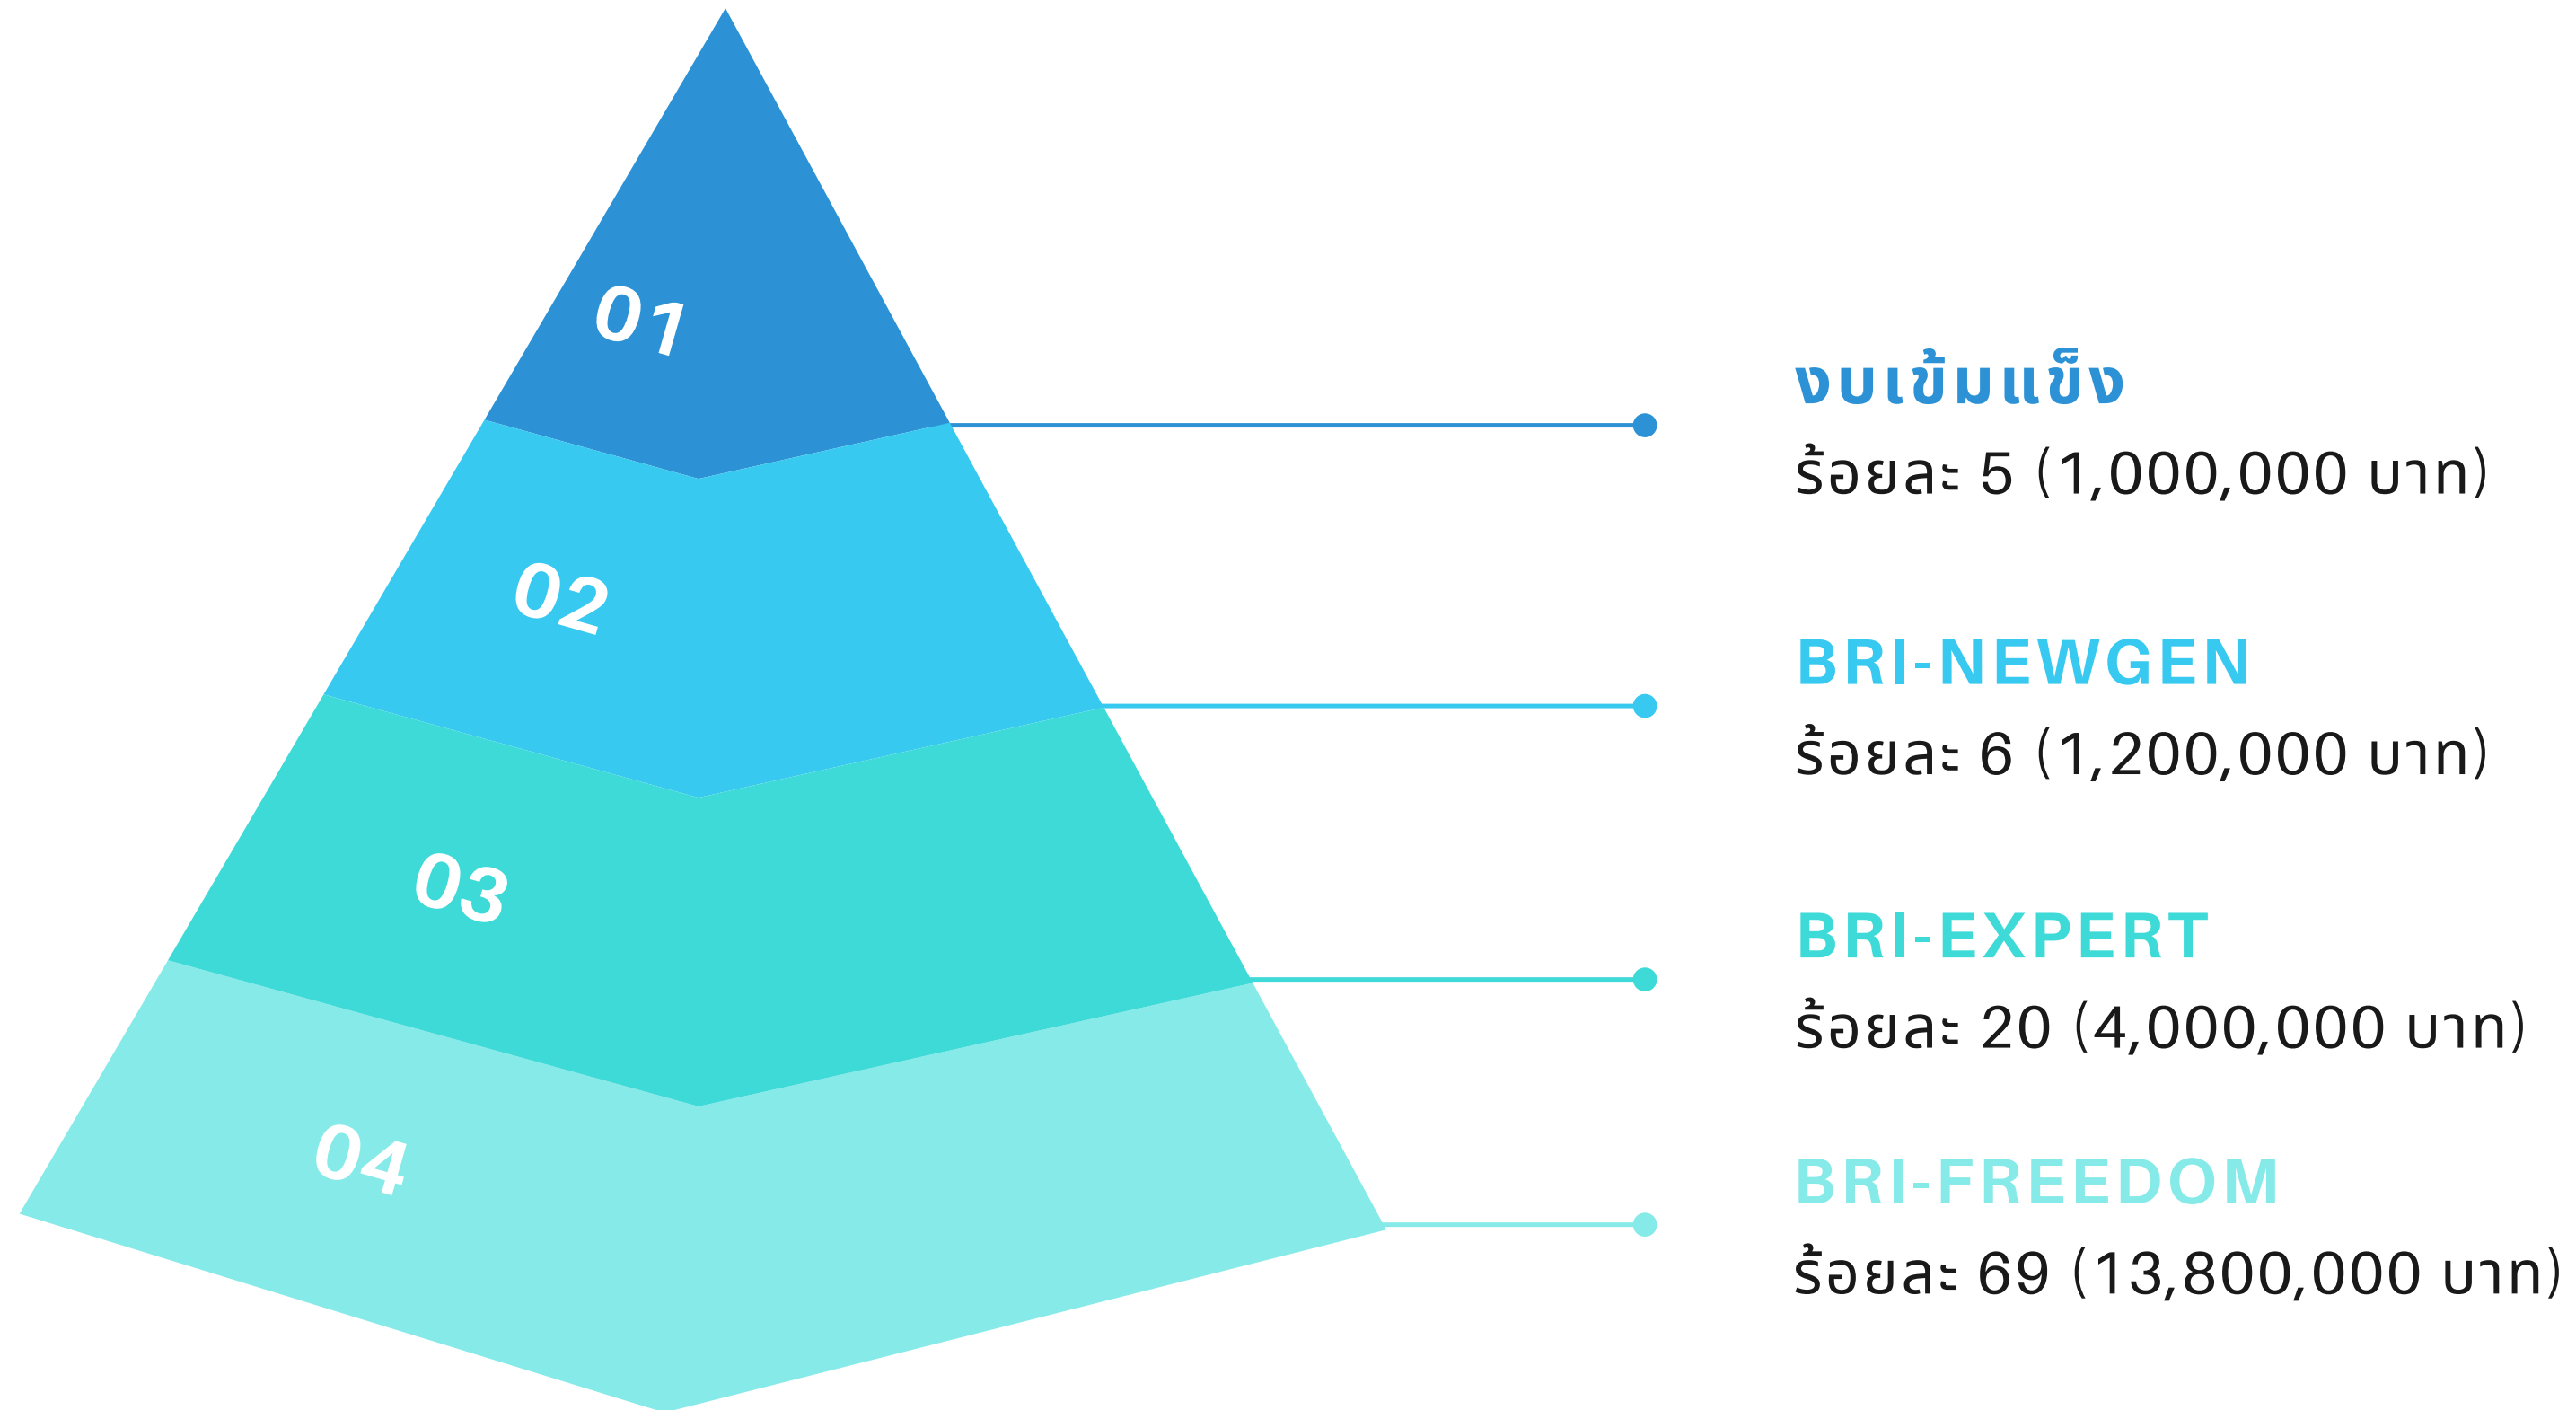 01
งบเข้มแข็ง
ร้อยละ 5 (1,000,000 บาท)
02
BRI-NEWGEN
ร้อยละ 6 (1,200,000 บาท)
03
BRI-EXPERT
ร้อยละ 20 (4,000,000 บาท)
04
BRI-FREEDOM
ร้อยละ 69 (13,800,000 บาท)